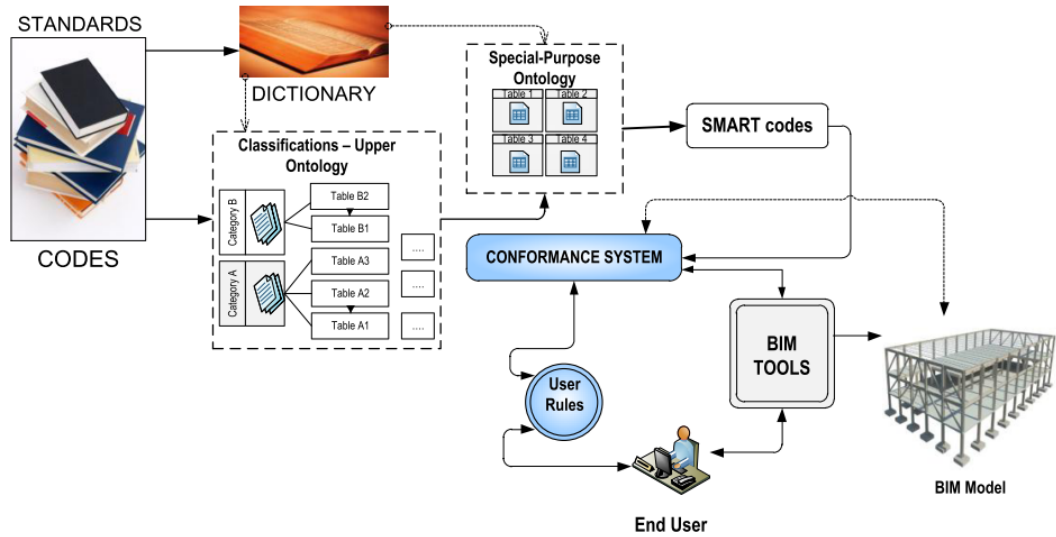 STANDARDS
CODES
DICTIONARY
Classifications – Upper
Ontology
Category B
Table B2
Table B1
Category A
Table A3
Table A2
Table A1
....
....
....
Special-Purpose
Ontology
Table 1
Table 2
Table 3
Table 4
SMART codes
CONFORMANCE SYSTEM
User
Rules
BIM
TOOLS
End User
BIM Model